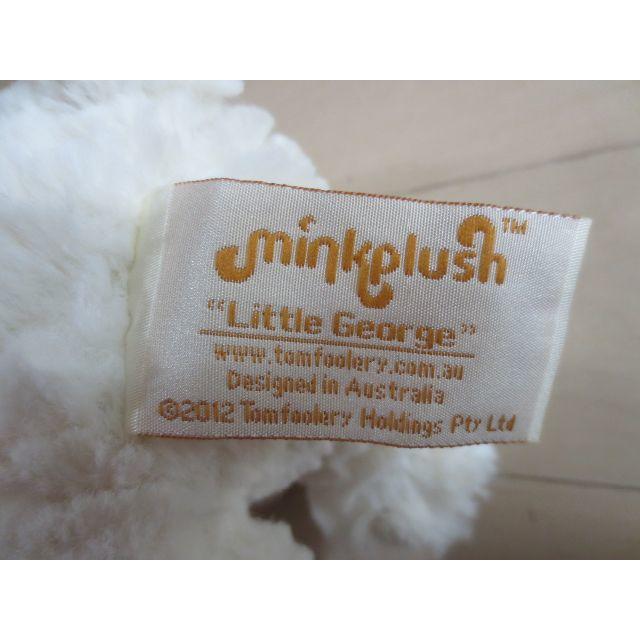 minkplush™
"Little George"
www.tomfoolery.com.au
Designed in Australia
©2012 Tomfoolery Holdings Pty Ltd